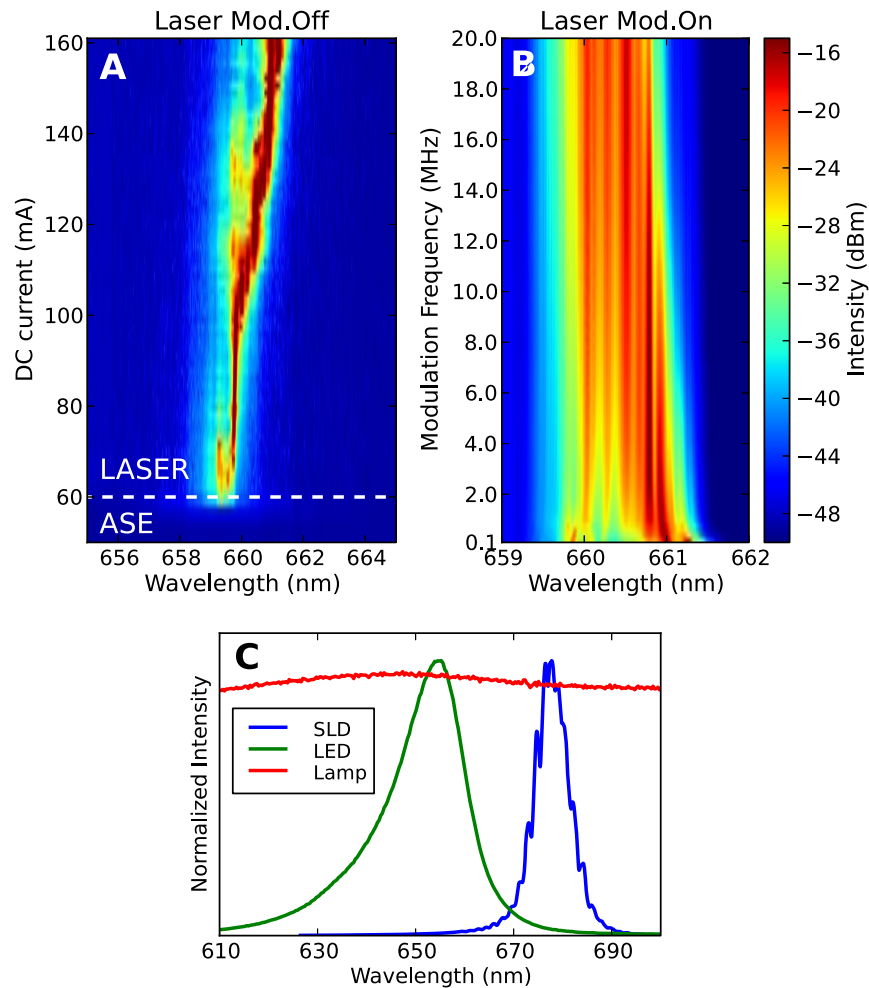 Laser Mod.Off
Laser Mod.On
A
B
160
140
120
100
80
60
DC current (mA)
LASER
ASE
656
658
660
662
664
Wavelength (nm)
20.0
18.0
16.0
14.0
12.0
10.0
8.0
6.0
4.0
2.0
0.1
Modulation Frequency (MHz)
659
660
661
662
Wavelength (nm)
−16
−20
−24
−28
−32
−36
−40
−44
−48
Intensity (dBm)
C
Normalized Intensity
SLD
LED
Lamp
610
630
650
670
690
Wavelength (nm)